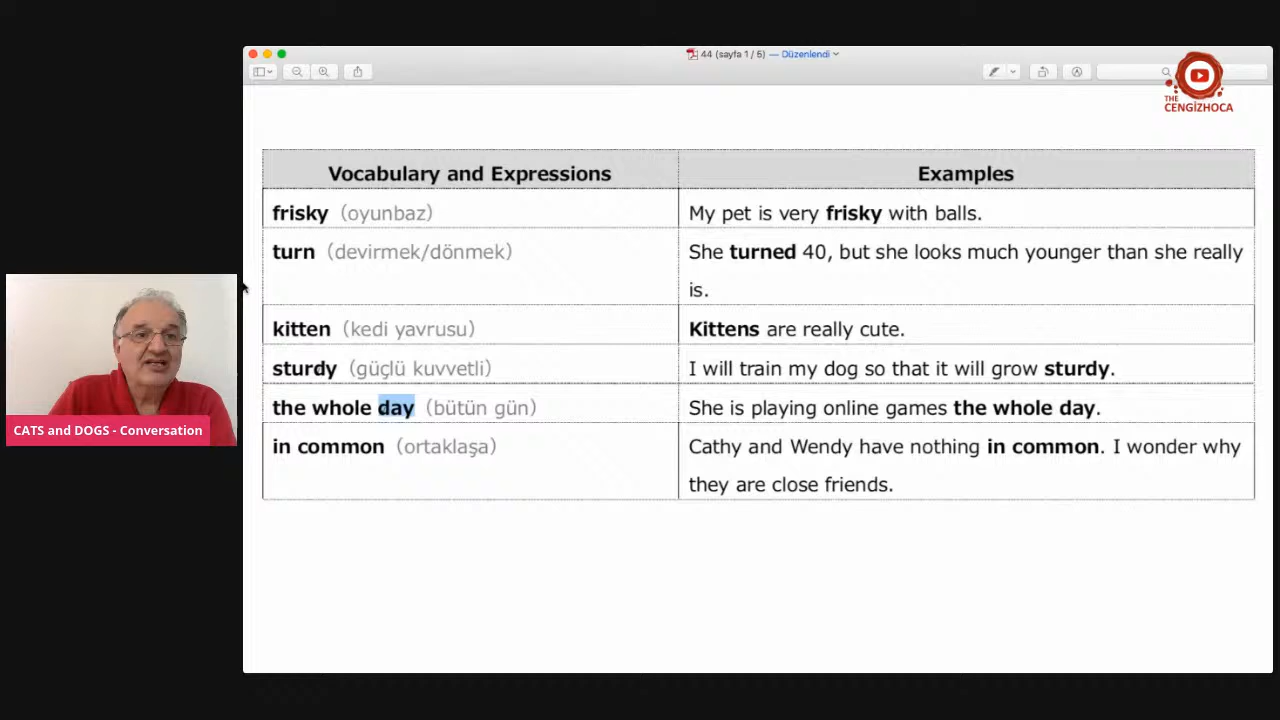 44 (sayfa 1 / 5) — Düzenlendi
THE
CENGİZHOCA
Vocabulary and Expressions
Examples
frisky (oyunbaz)
My pet is very frisky with balls.
turn (devirmek/dönmek)
She turned 40, but she looks much younger than she really
is.
kitten (kedi yavrusu)
Kittens are really cute.
sturdy (güçlü kuvvetli)
I will train my dog so that it will grow sturdy.
the whole day (bütün gün)
She is playing online games the whole day.
in common (ortaklaşa)
Cathy and Wendy have nothing in common. I wonder why
they are close friends.
CATS and DOGS - Conversation